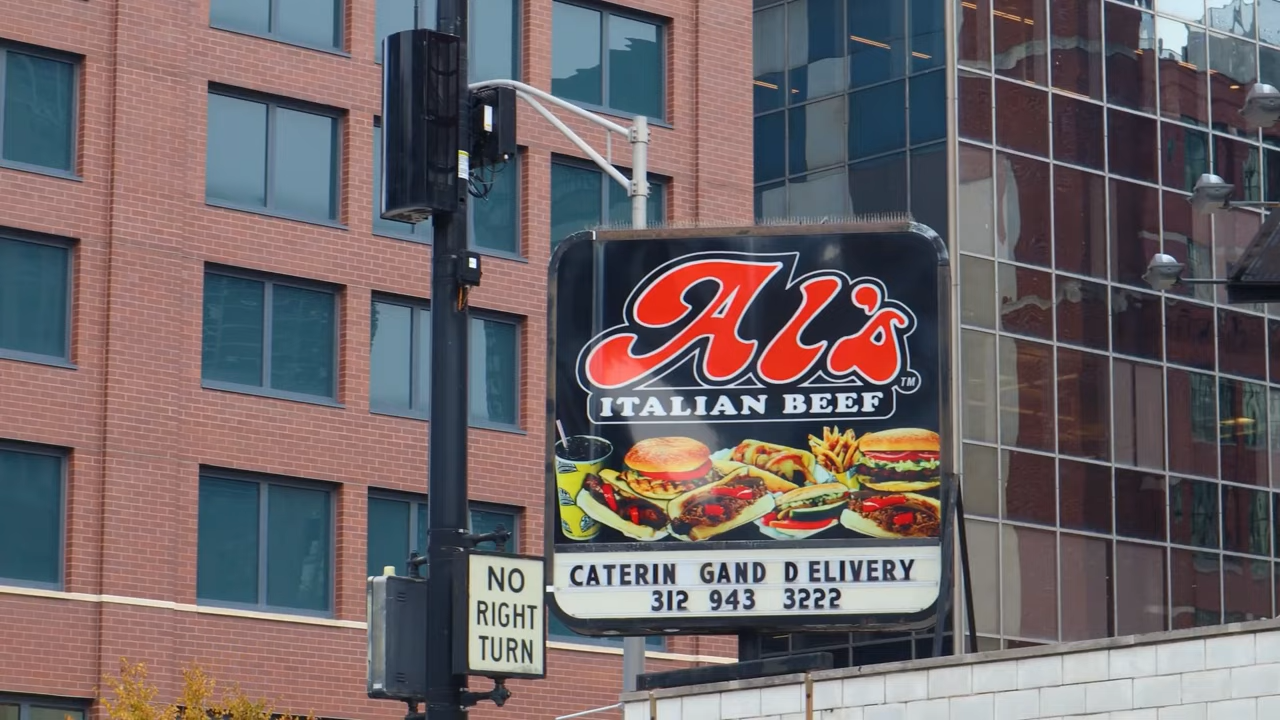 Al's
TM
ITALIAN BEEF
CATERIN GAND D ELIVERY
312 943 3222
NO
RIGHT
TURN